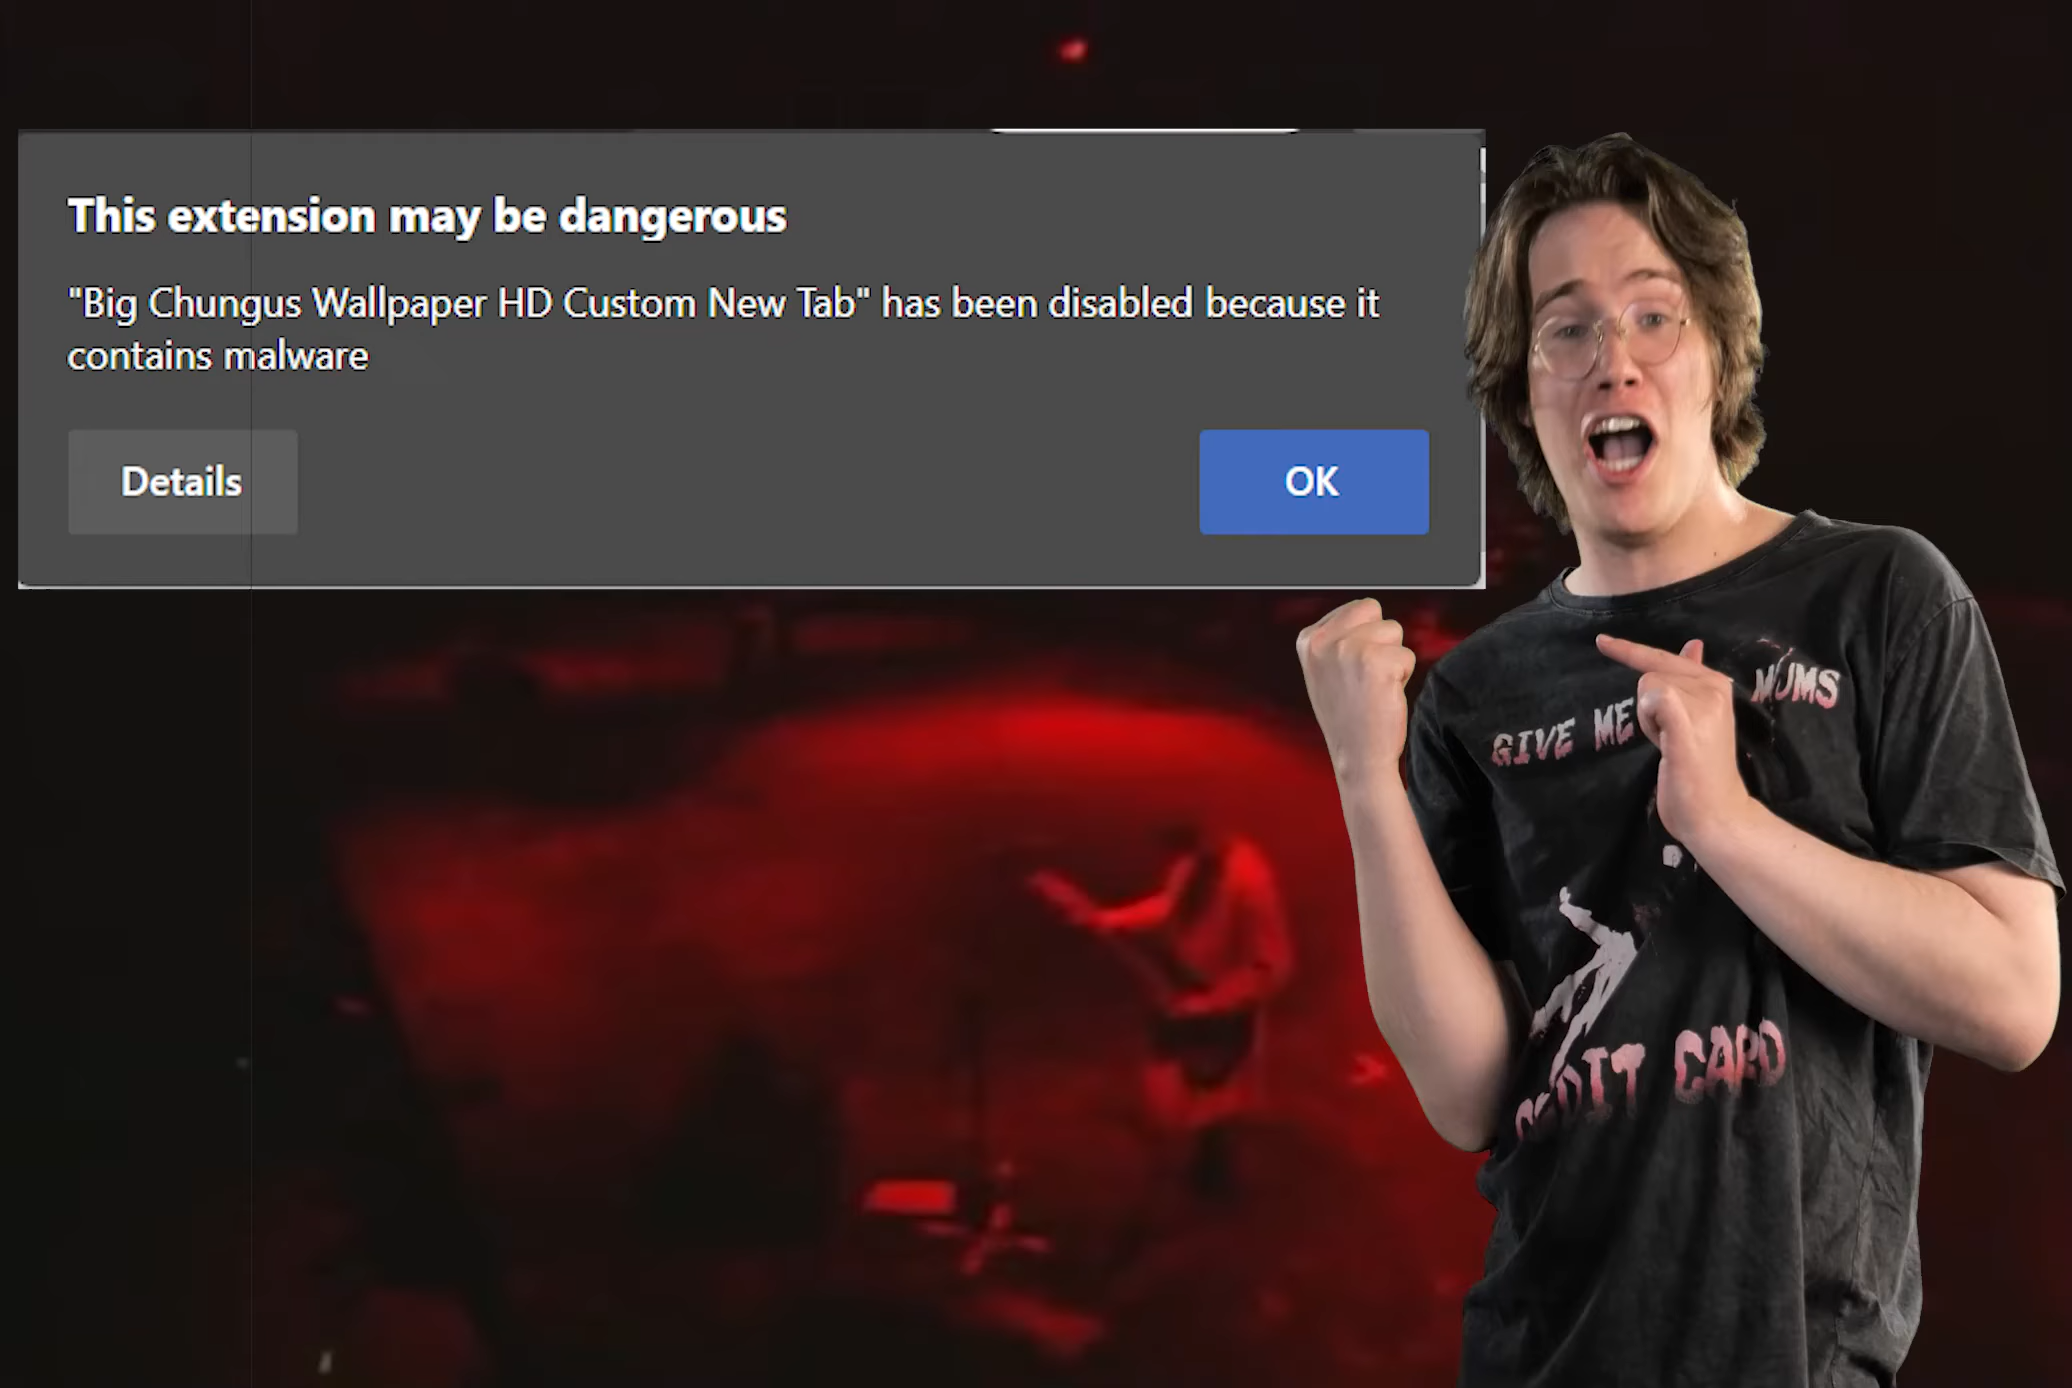 This extension may be dangerous
"Big Chungus Wallpaper HD Custom New Tab" has been disabled because it
contains malware
Details
OK
GIVE ME
MUMS
CREDIT CARD